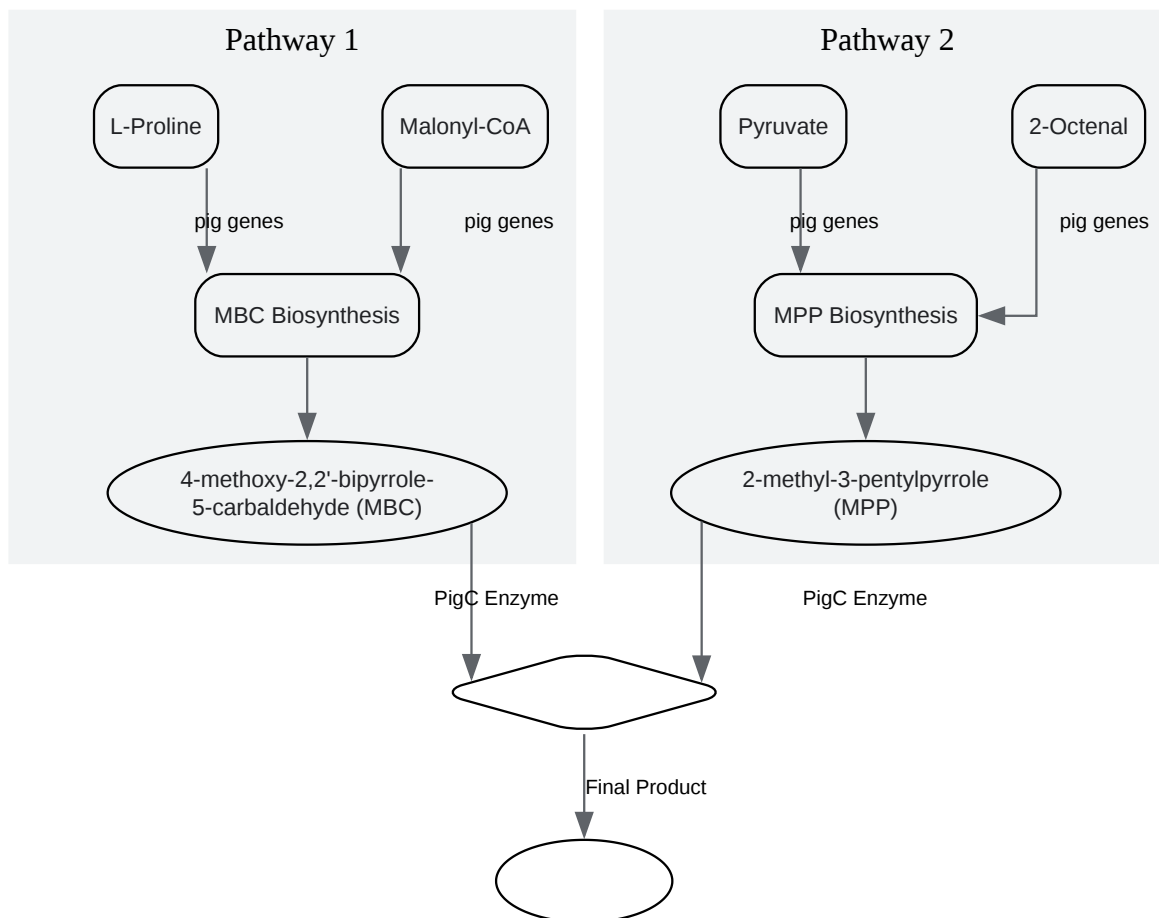 Pathway 1
Pathway 2
L-Proline
Malonyl-CoA
Pyruvate
2-Octenal
pig genes
pig genes
pig genes
pig genes
MBC Biosynthesis
MPP Biosynthesis
4-methoxy-2,2'-bipyrrole-
5-carbaldehyde (MBC)
2-methyl-3-pentylpyrrole
(MPP)
PigC Enzyme
PigC Enzyme
Final Product